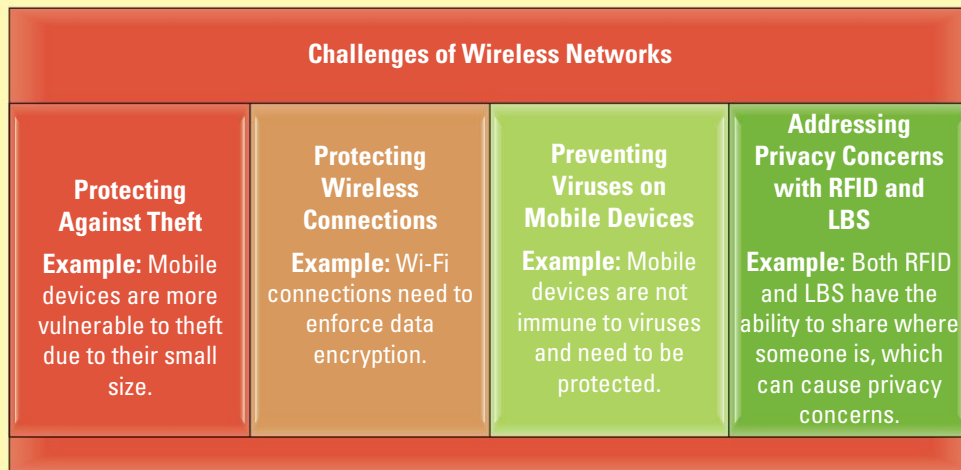 Challenges of Wireless Networks
Protecting
Against Theft
Example: Mobile
devices are more
vulnerable to theft
due to their small
size.
Protecting
Wireless
Connections
Example: Wi-Fi
connections need to
enforce data
encryption.
Preventing
Viruses on
Mobile Devices
Example: Mobile
devices are not
immune to viruses
and need to be
protected.
Addressing
Privacy Concerns
with RFID and
LBS
Example: Both RFID
and LBS have the
ability to share where
someone is, which
can cause privacy
concerns.